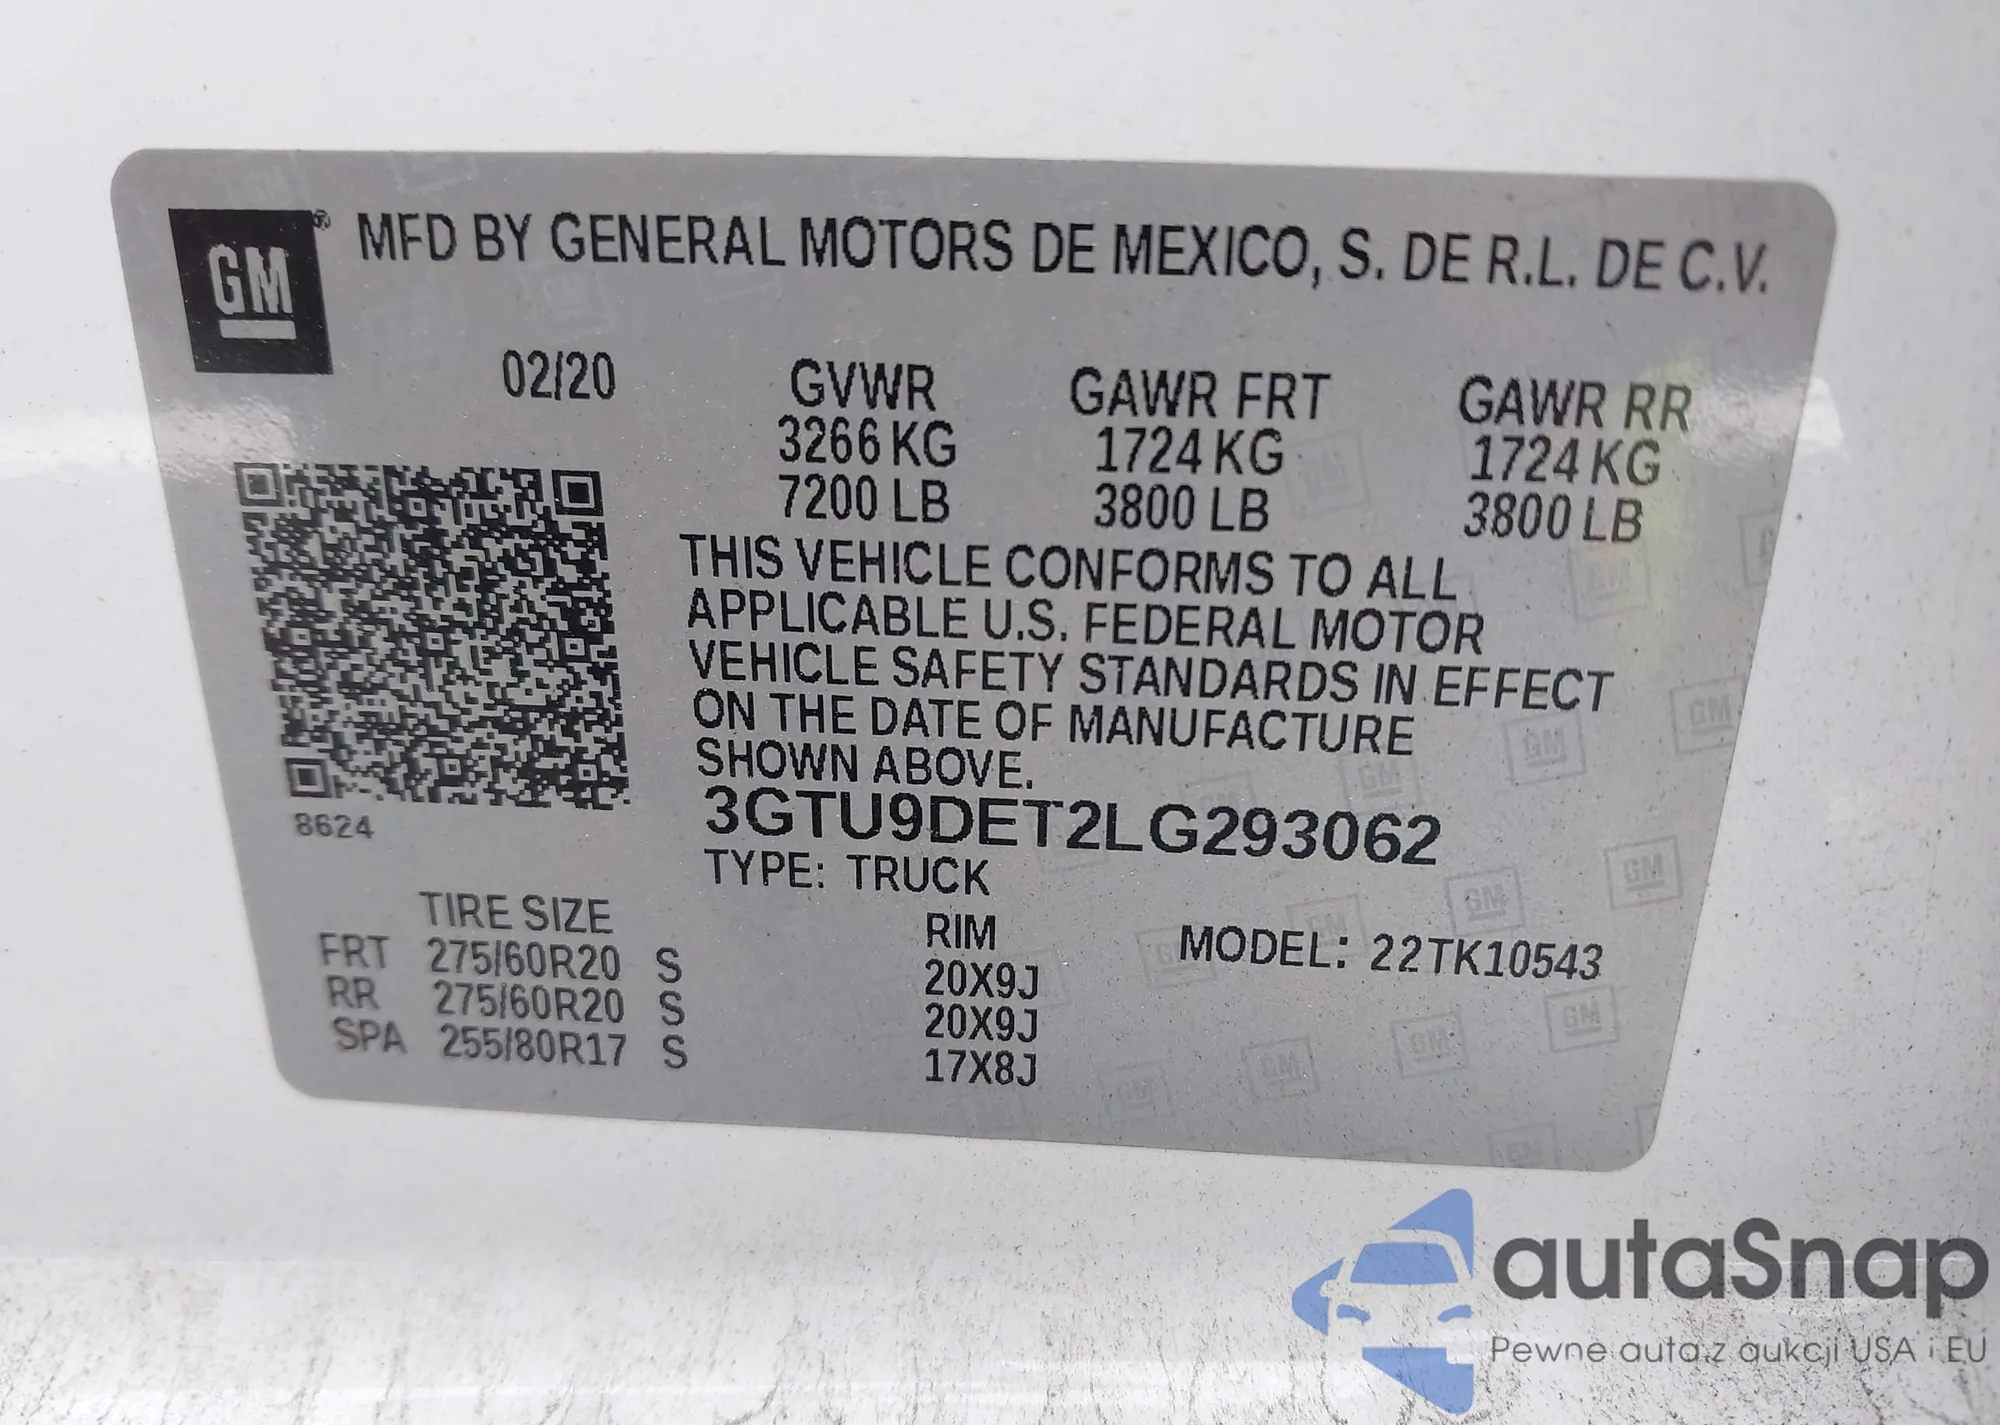 GM ® MFD BY GENERAL MOTORS DE MEXICO, S. DE R.L. DE C.V.
02/20 GVWR GAWR FRT GAWR RR
3266 KG 1724 KG 1724 KG
7200 LB 3800 LB 3800 LB
THIS VEHICLE CONFORMS TO ALL
APPLICABLE U.S. FEDERAL MOTOR
VEHICLE SAFETY STANDARDS IN EFFECT
ON THE DATE OF MANUFACTURE
SHOWN ABOVE.
3GTU9DET2LG293062
8624
TYPE: TRUCK
TIRE SIZE RIM MODEL: 22TK10543
FRT 275/60R20 S 20X9J
RR 275/60R20 S 20X9J
SPA 255/80R17 S 17X8J
autaSnap
Pewne auta z aukcji USA i EU